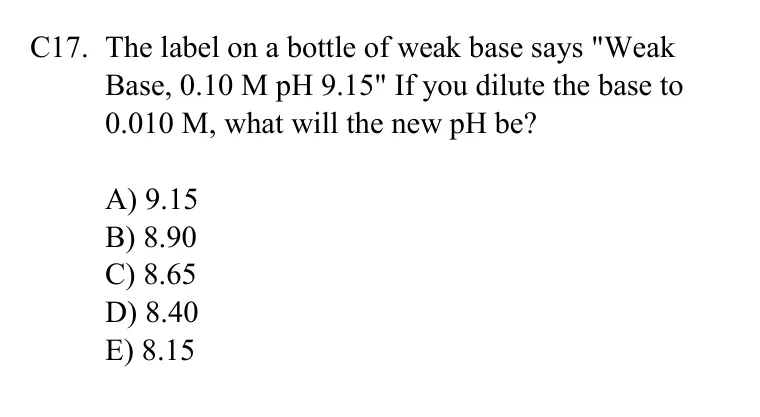 C17. The label on a bottle of weak base says "Weak
Base, 0.10 M pH 9.15" If you dilute the base to
0.010 M, what will the new pH be?
A) 9.15
B) 8.90
C) 8.65
D) 8.40
E) 8.15